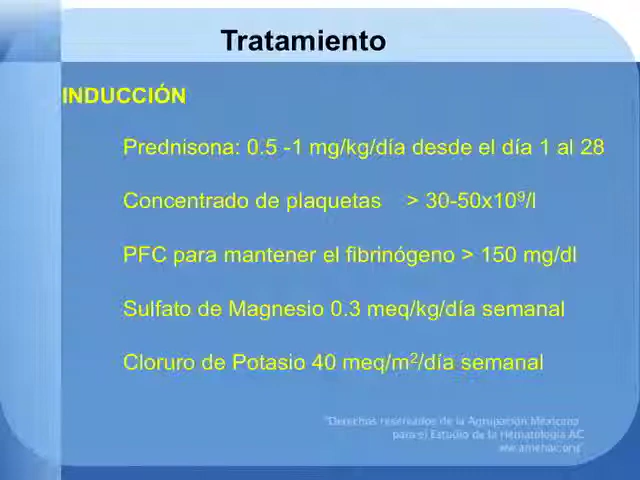 Tratamiento
INDUCCIÓN
Prednisona: 0.5 -1 mg/kg/día desde el día 1 al 28
Concentrado de plaquetas > 30-50x10⁹/l
PFC para mantener el fibrinógeno > 150 mg/dl
Sulfato de Magnesio 0.3 meq/kg/día semanal
Cloruro de Potasio 40 meq/m²/día semanal
"Derechos reservados de la Agrupación Mexicana
para el Estudio de la Hematología AC